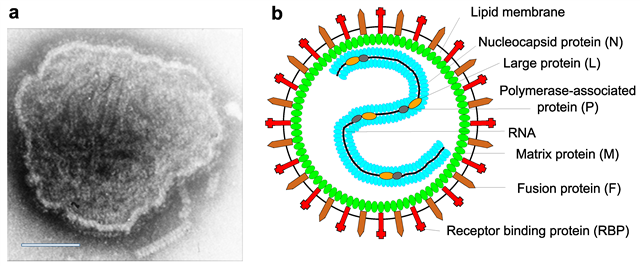 a
b
Lipid membrane
Nucleocapsid protein (N)
Large protein (L)
Polymerase-associated
protein (P)
RNA
Matrix protein (M)
Fusion protein (F)
Receptor binding protein (RBP)